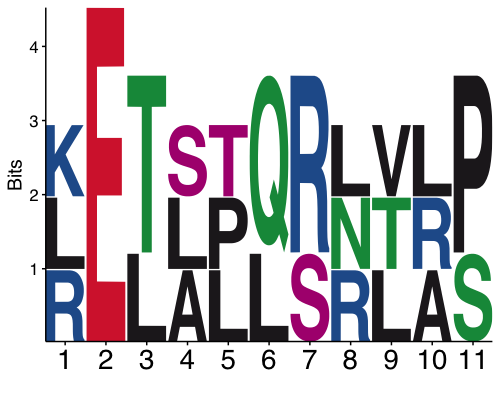 4
3
2
1
Bits
K E T S T Q R L V L P
L L P N T R
R L A L L S R L A S
1 2 3 4 5 6 7 8 9 10 11